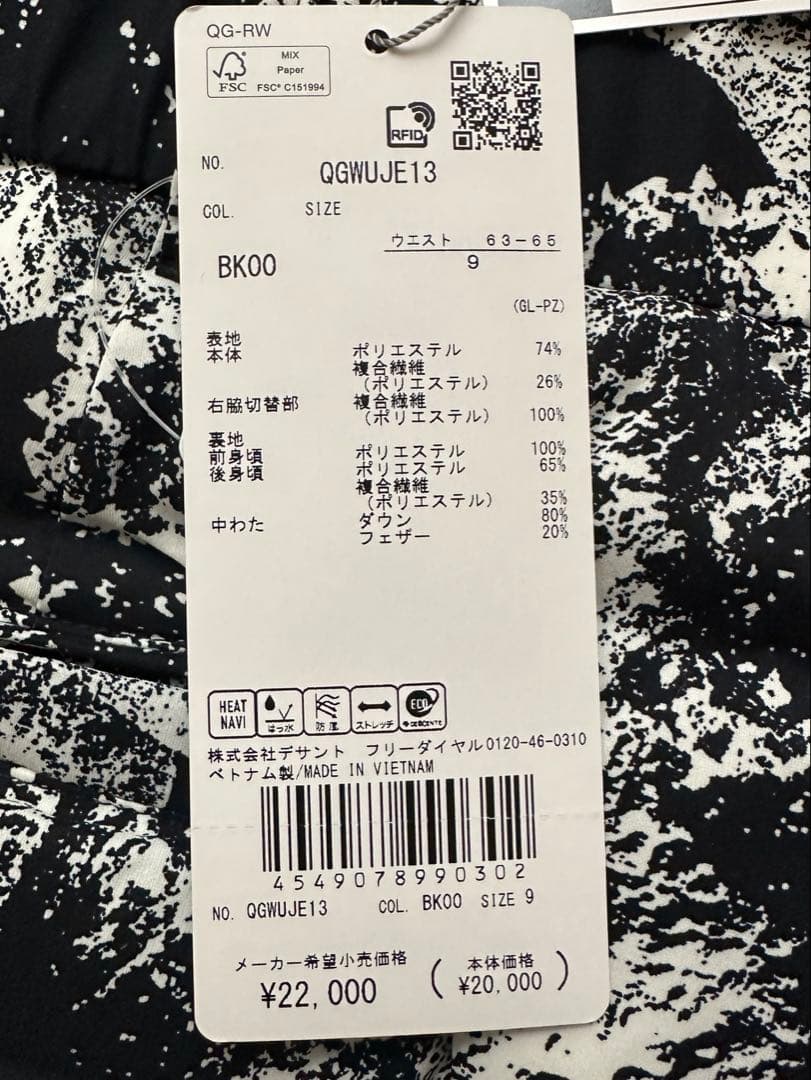 QG-RW
MIX
Paper
FSC
FSC® C151994
RFID
NO.
QGWUJE13
COL.
SIZE
ウエスト 63-65
BK00
9
(GL-PZ)
表地
本体 ポリエステル 74%
複合繊維
(ポリエステル) 26%
右脇切替部 複合繊維
(ポリエステル) 100%
裏地
前身頃 ポリエステル 100%
後身頃 ポリエステル 65%
複合繊維
(ポリエステル) 35%
中わた ダウン 80%
フェザー 20%
HEAT NAVI
はっ水
防風
ストレッチ
ECO
DESCENTE
株式会社デサント フリーダイヤル0120-46-0310
ベトナム製/MADE IN VIETNAM
4549078990302
NO. QGWUJE13 COL. BK00 SIZE 9
メーカー希望小売価格
¥22,000
(本体価格
¥20,000)